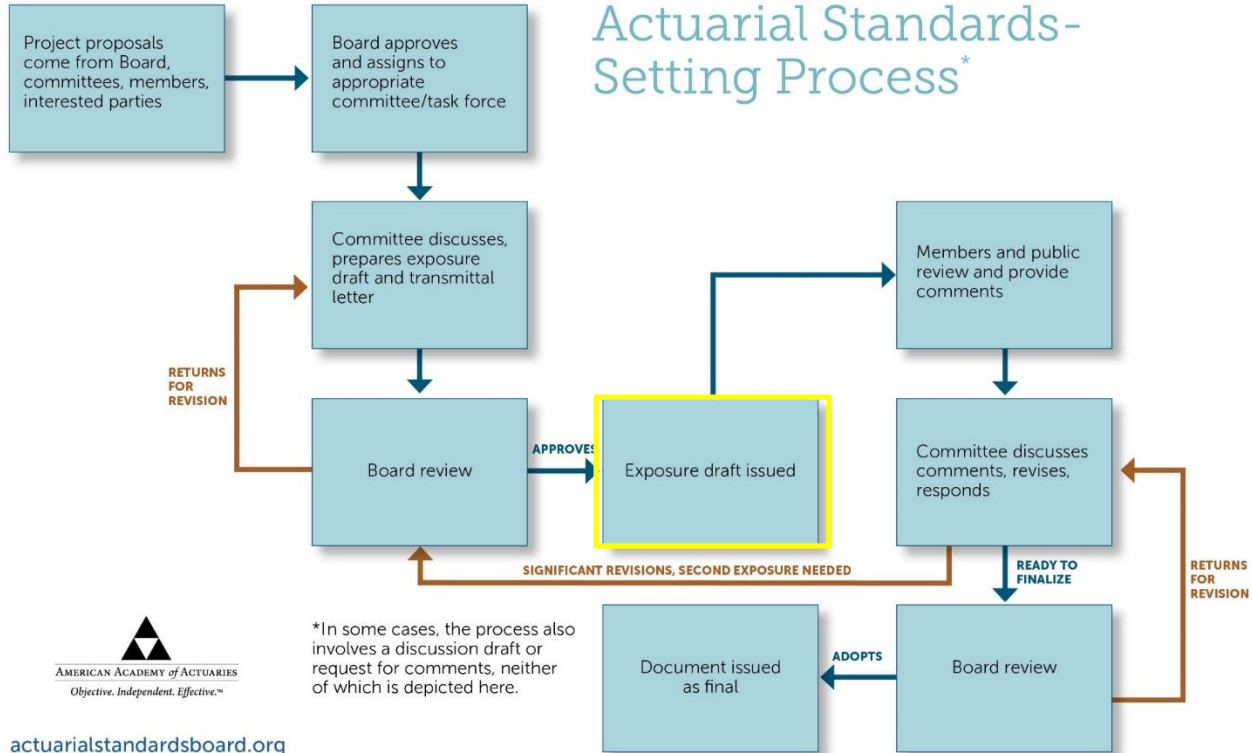 Actuarial Standards-
Setting Process*
Project proposals
come from Board,
committees, members,
interested parties
Board approves
and assigns to
appropriate
committee/task force
Committee discusses,
prepares exposure
draft and transmittal
letter
RETURNS
FOR
REVISION
Board review
APPROVES
Exposure draft issued
Members and public
review and provide
comments
Committee discusses
comments, revises,
responds
SIGNIFICANT REVISIONS, SECOND EXPOSURE NEEDED
READY TO
FINALIZE
RETURNS
FOR
REVISION
Board review
ADOPTS
Document issued
as final
*In some cases, the process also
involves a discussion draft or
request for comments, neither
of which is depicted here.
AMERICAN ACADEMY of ACTUARIES
Objective. Independent. Effective.™
actuarialstandardsboard.org